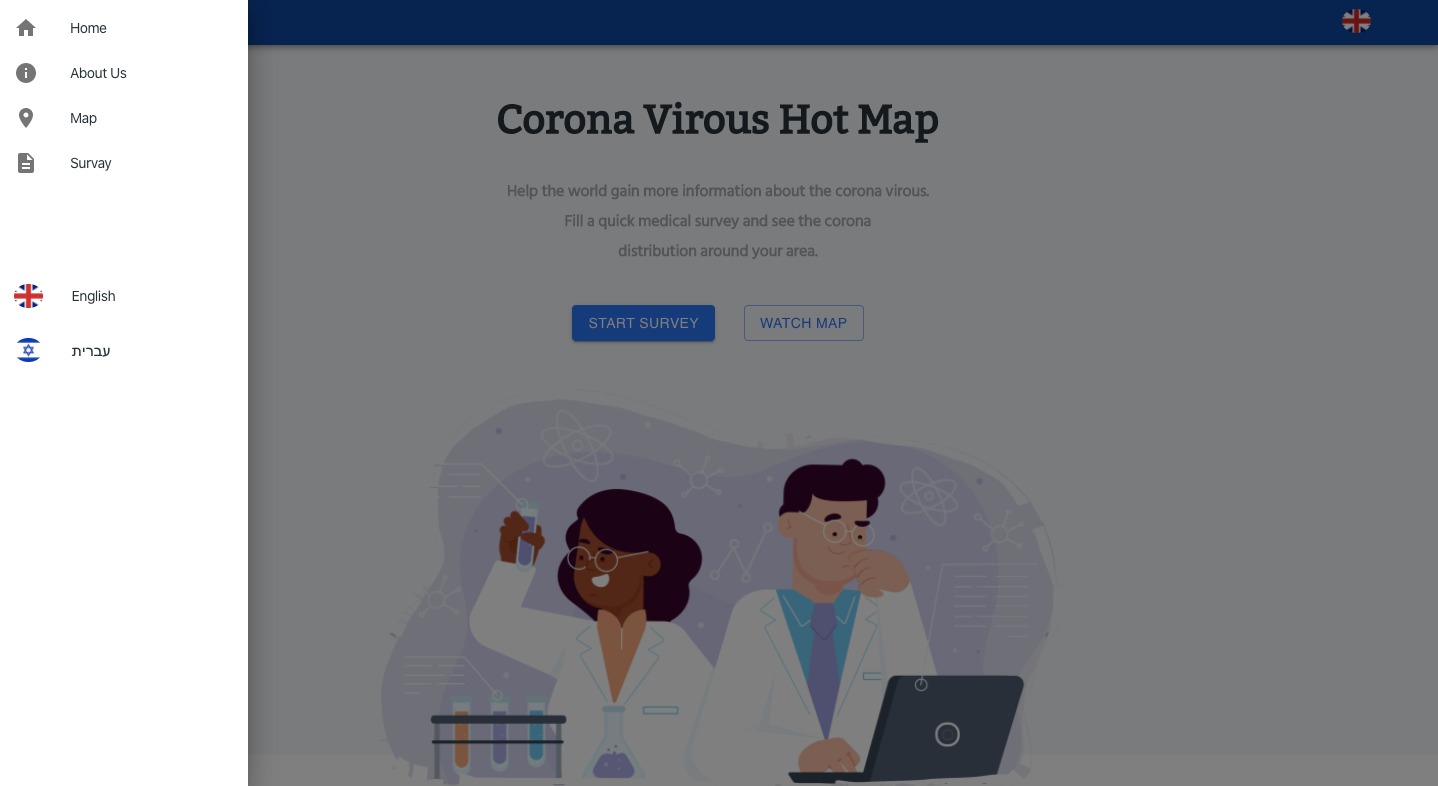 Home
About Us
Map
Survay
English
עברית
Corona Virous Hot Map
Help the world gain more information about the corona virous.
Fill a quick medical survey and see the corona
distribution around your area.
START SURVEY
WATCH MAP